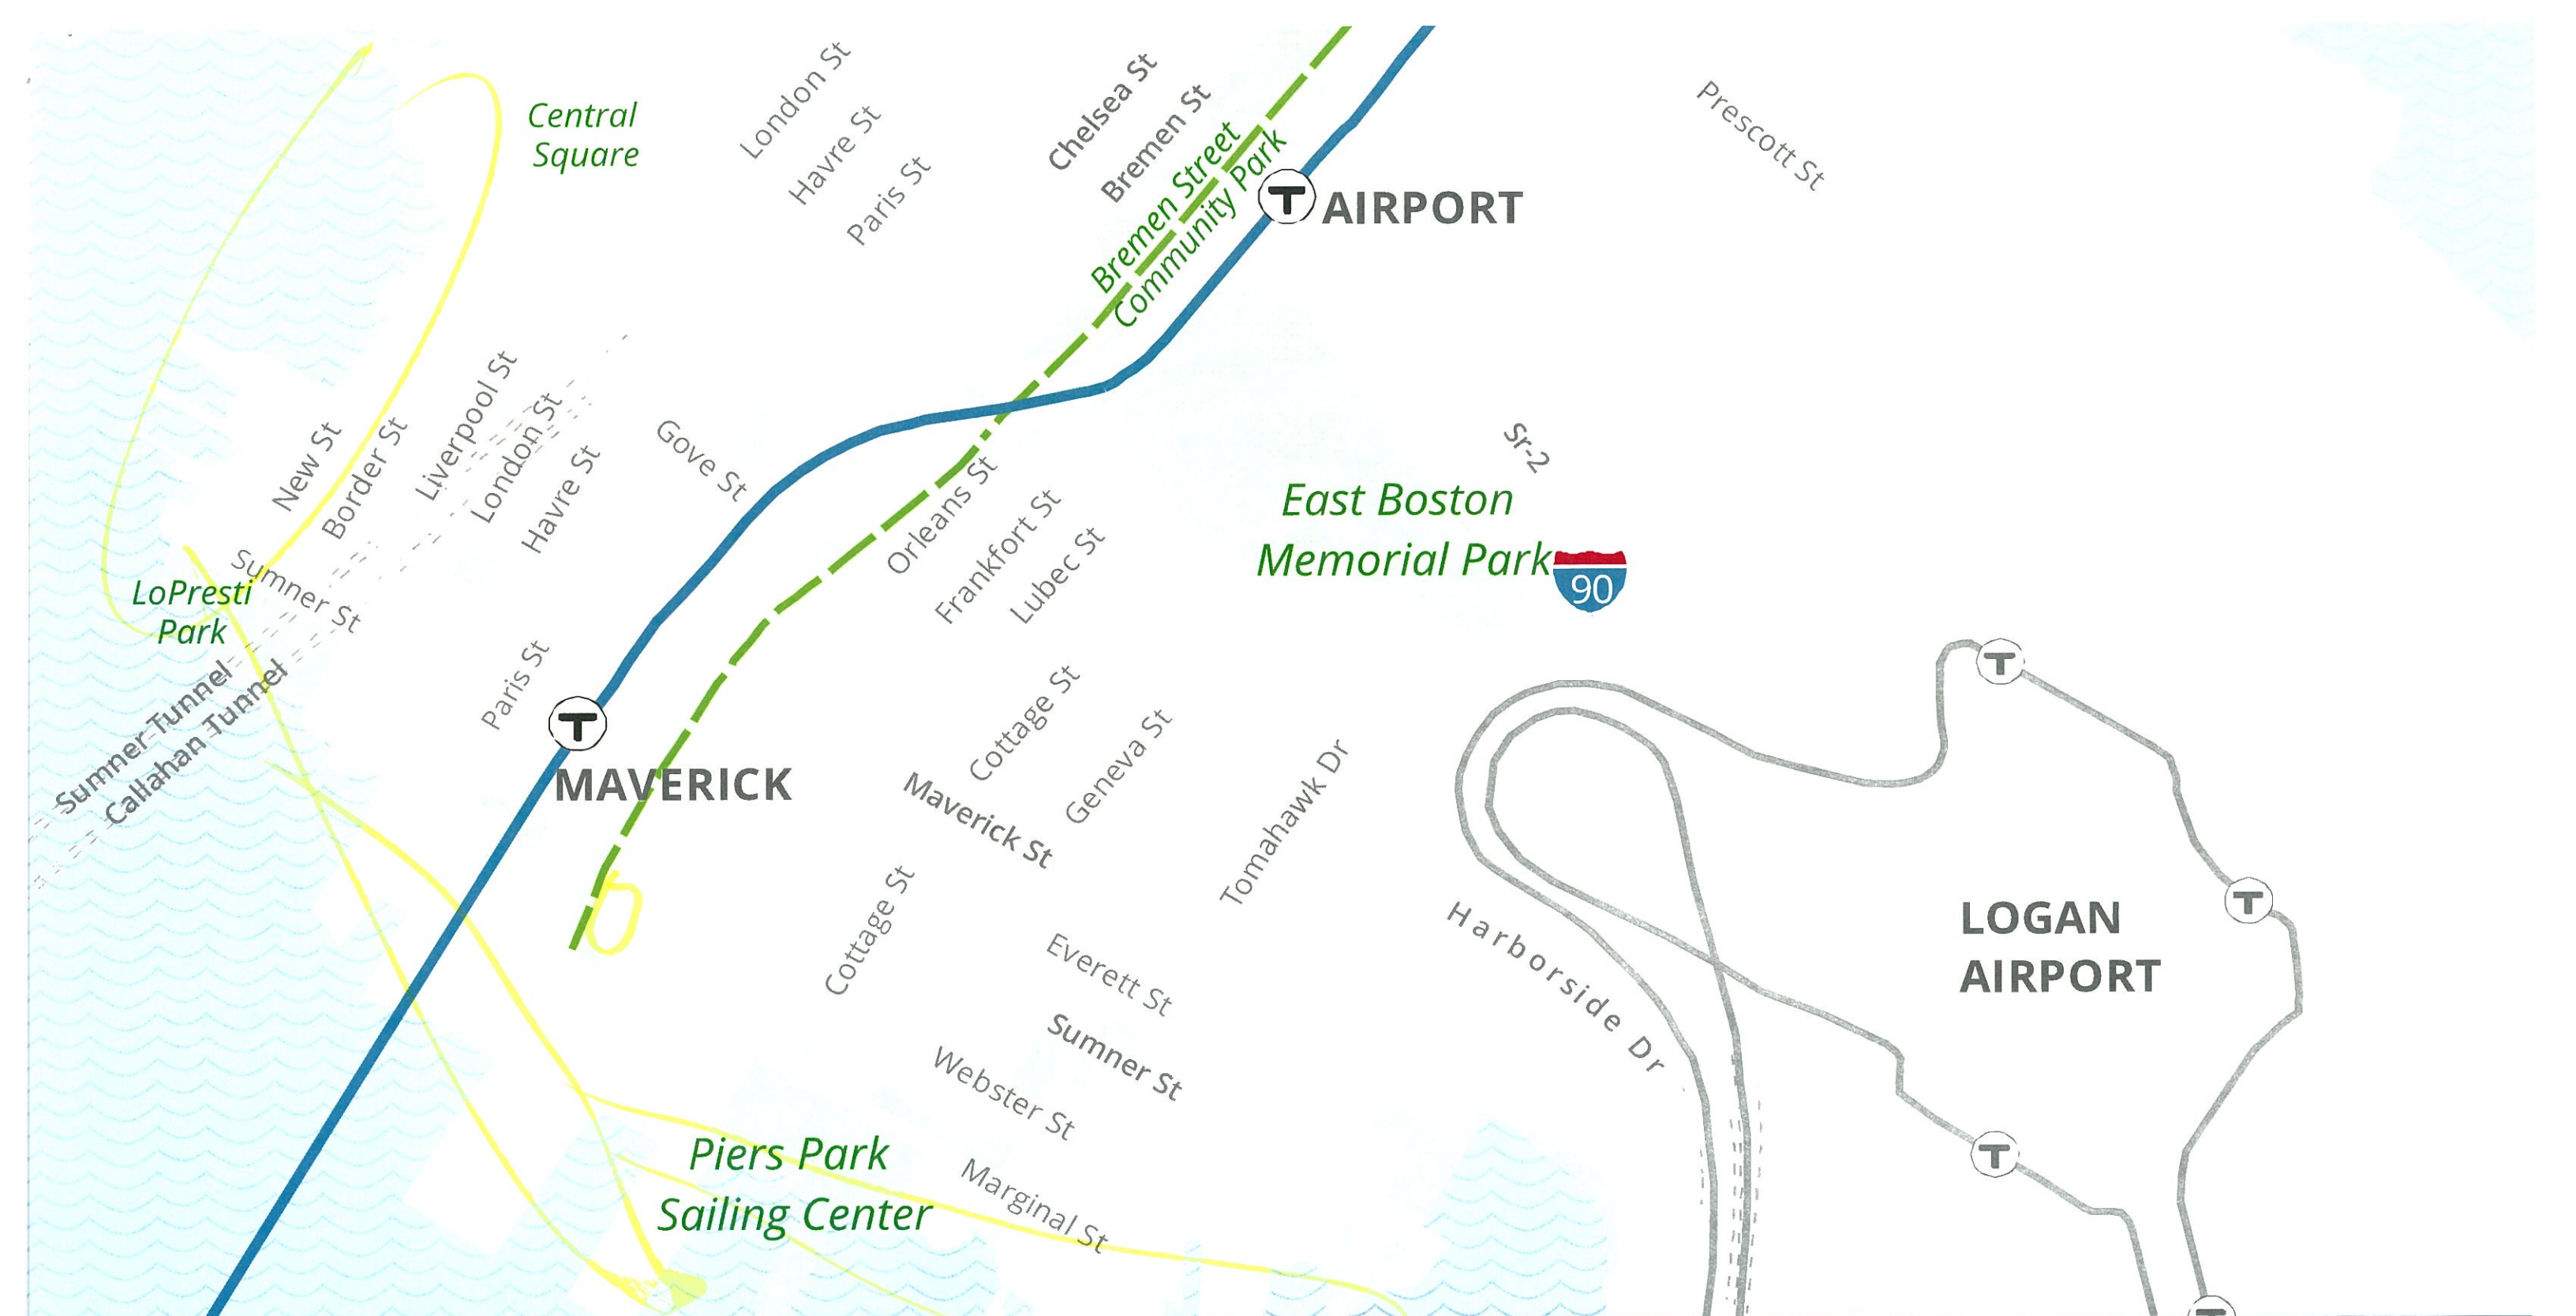 Central
Square
London St
Havre St
Paris St
Chelsea St
Bremen St
Bremen Street
Community Park
T
AIRPORT
Prescott St
New St
Border St
Liverpool St
London St
Havre St
Gove St
Orleans St
Frankfort St
Lubec St
Sr-2
East Boston
Memorial Park
90
Sumner St
LoPresti
Park
Sumner Tunnel
Callahan Tunnel
Paris St
T
MAVERICK
Cottage St
Geneva St
Maverick St
Tomahawk Dr
Cottage St
Everett St
Sumner St
Webster St
Marginal St
Harborside Dr
T
T
LOGAN
AIRPORT
T
T
Piers Park
Sailing Center